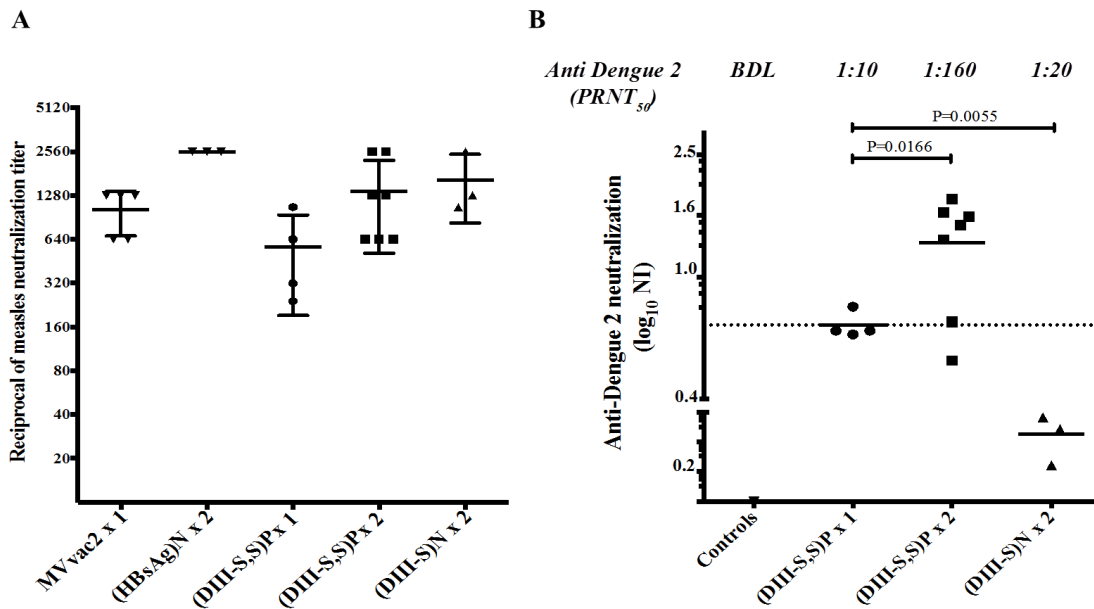 A
Reciprocal of measles neutralization titer
5120
2560
1280
640
320
160
80
40
20
MVvac2 x 1
(HBsAg)N x 2
(DIII-S,S)Px 1
(DIII-S,S)Px 2
(DIII-S)N x 2
B
Anti Dengue 2 BDL 1:10 1:160 1:20
(PRNT50)
P=0.0055
P=0.0166
Anti-Dengue 2 neutralization
(log10 NI)
2.5
1.6
1.0
0.4
0.2
Controls
(DIII-S,S)P x 1
(DIII-S,S)P x 2
(DIII-S)N x 2